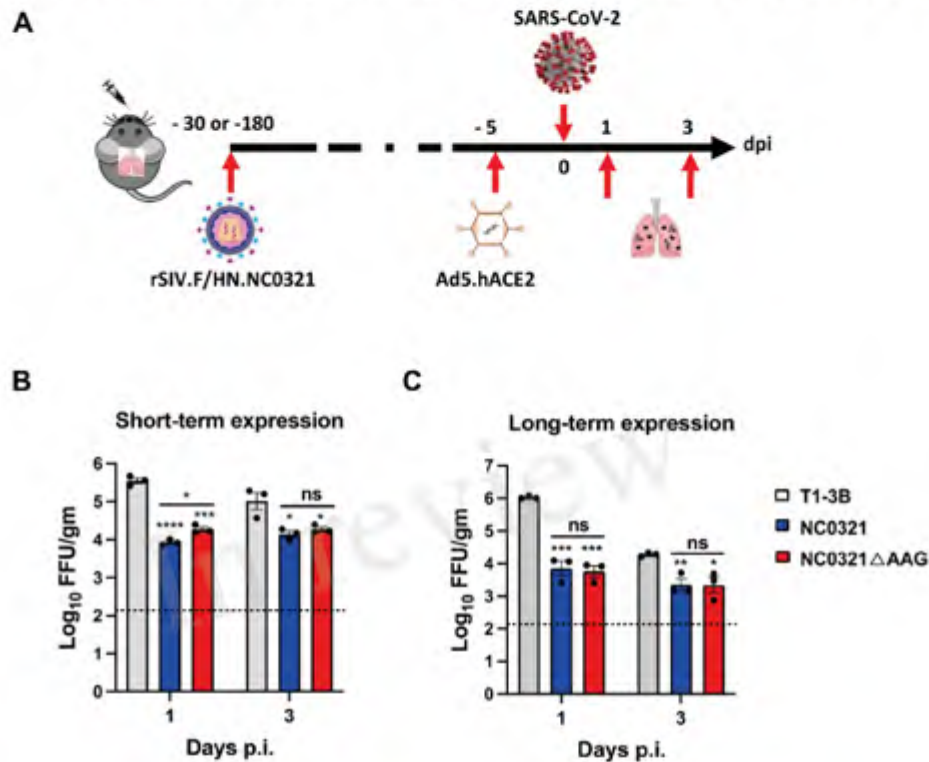 A
SARS-CoV-2
- 30 or -180
- 5
1
3
dpi
0
rSIV.F/HN.NC0321
Ad5.hACE2
B
Short-term expression
Log10 FFU/gm
6
5
4
3
2
1
0
*
**** ***
ns
* *
1
3
Days p.i.
C
Long-term expression
Log10 FFU/gm
7
6
5
4
3
2
1
0
ns
*** ***
ns
** *
1
3
Days p.i.
T1-3B
NC0321
NC0321△AAG